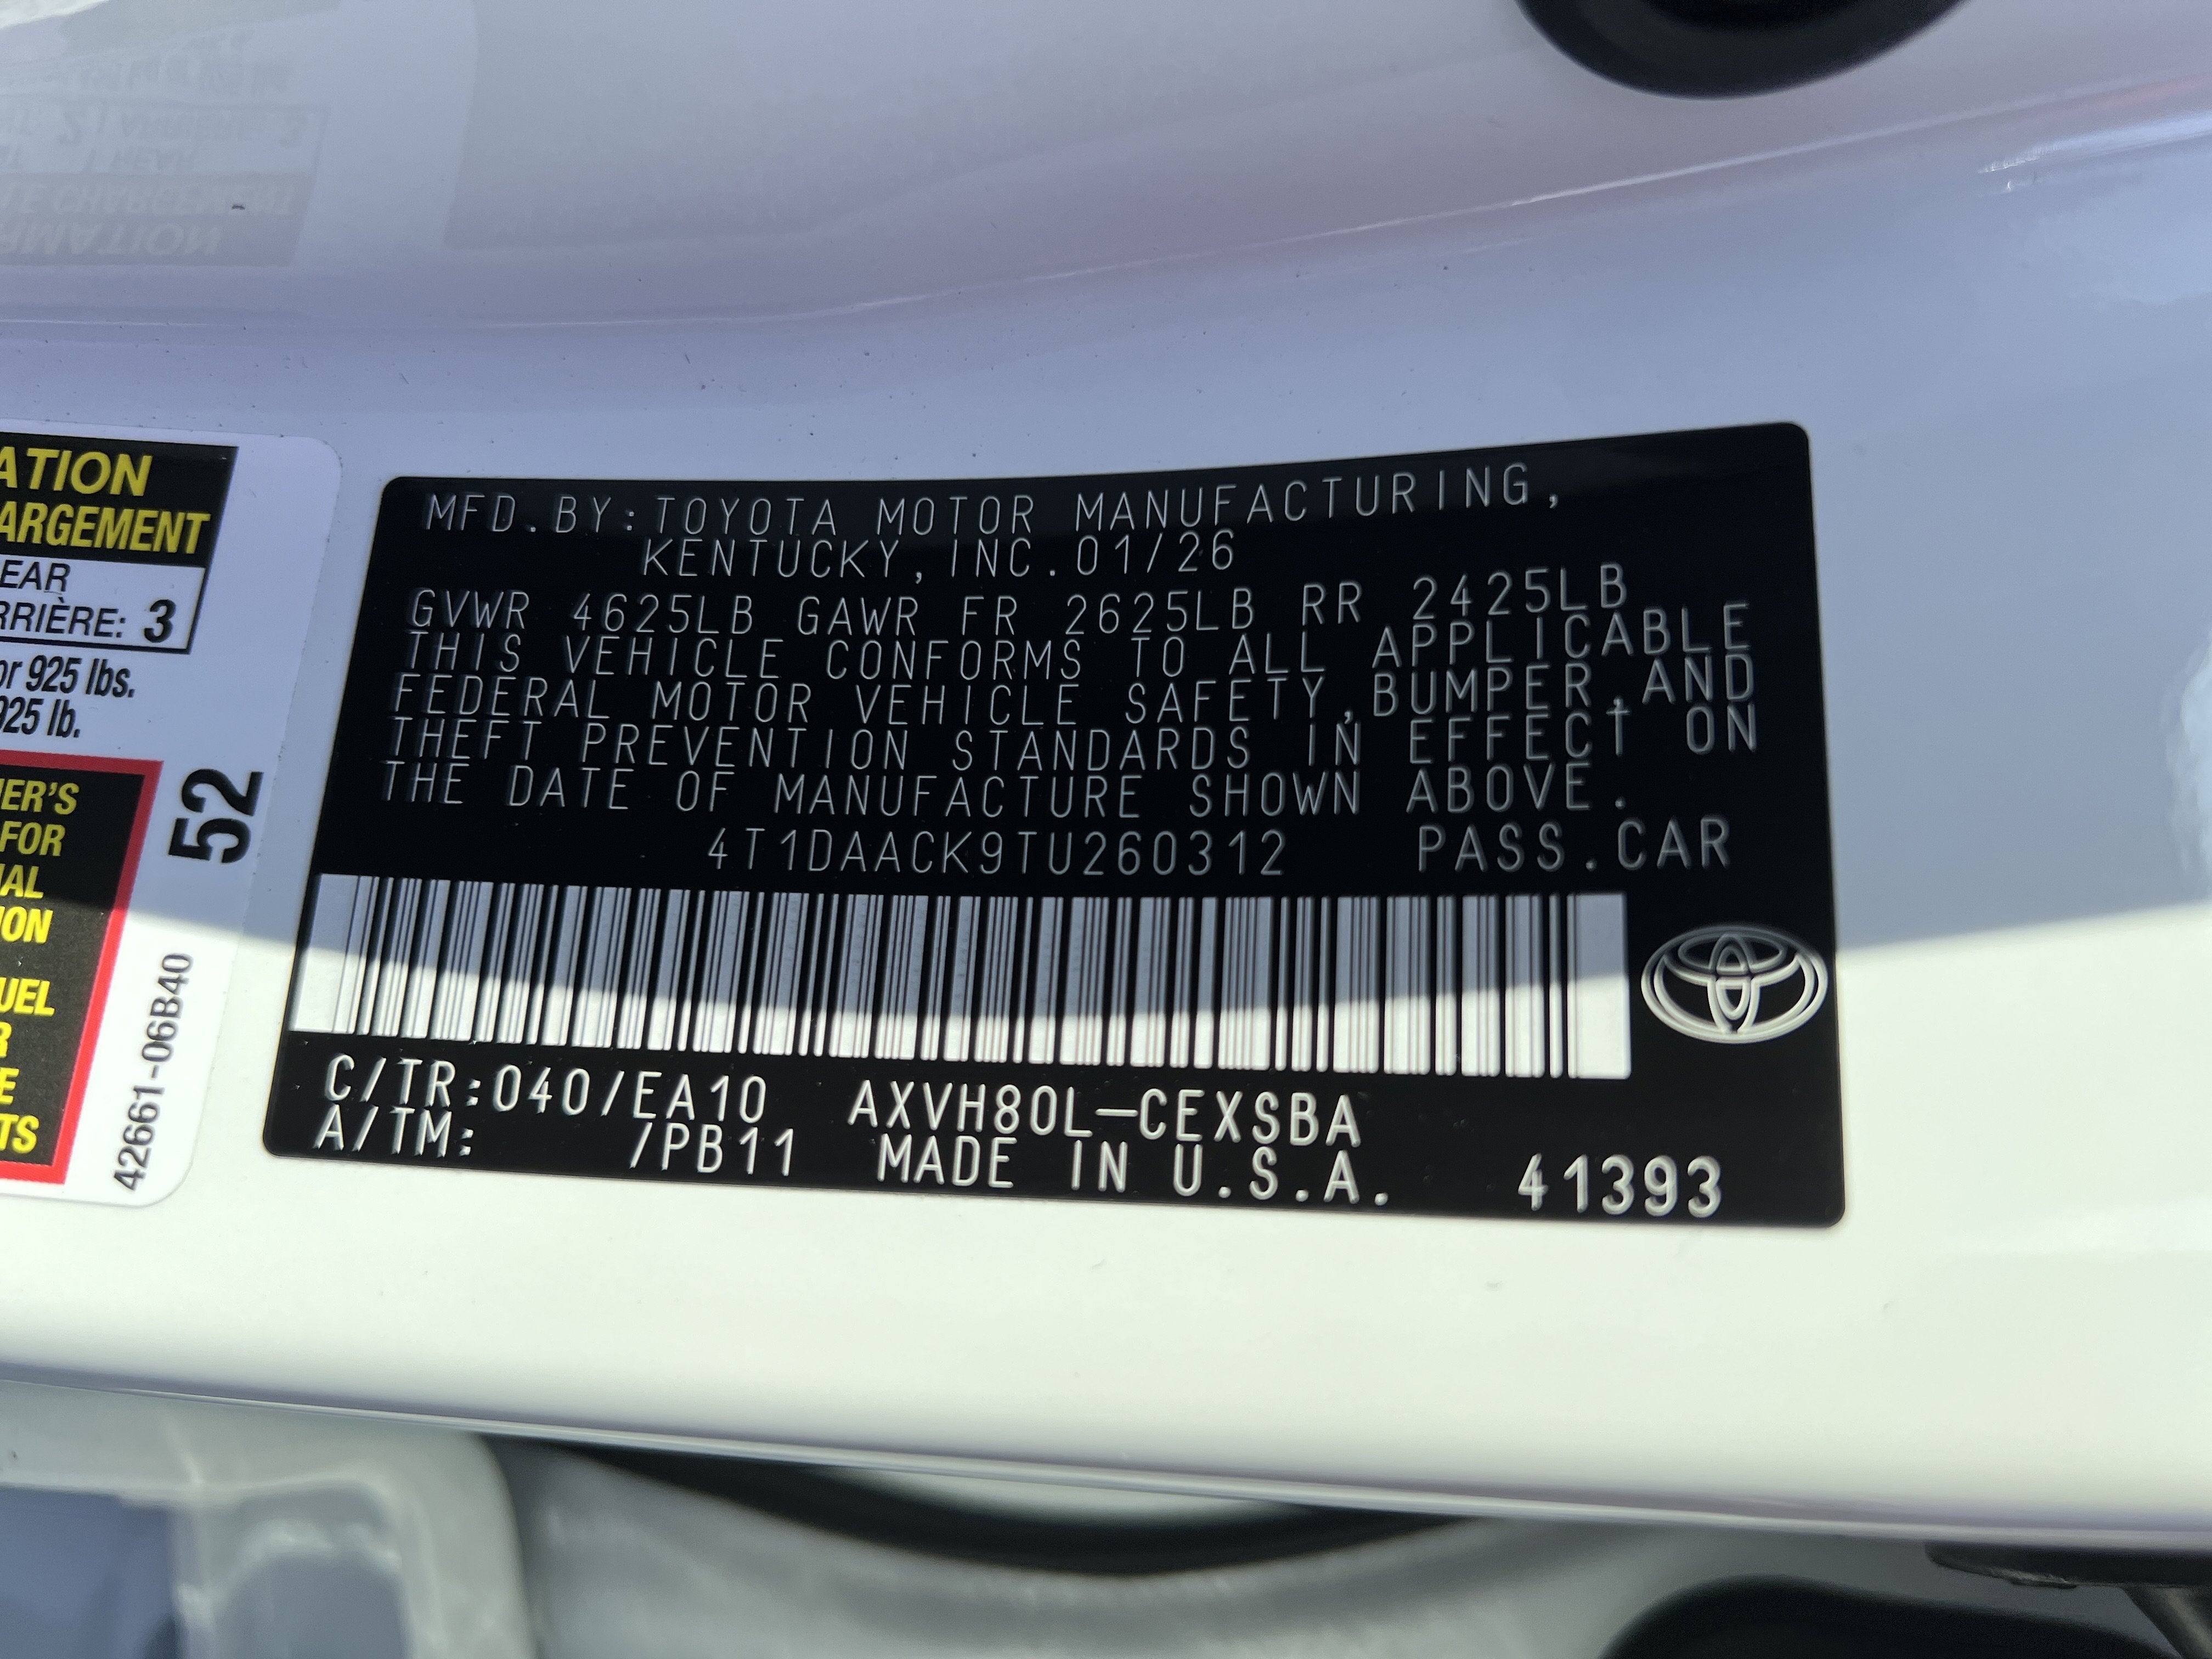 ATION
ARGEMENT
EAR
RRIÈRE: 3
or 925 lbs.
925 lb.
IER'S
FOR
IAL
ION
UEL
R
E
TS
52
42661-06B40
MFD.BY:TOYOTA MOTOR MANUFACTURING,
KENTUCKY,INC.01/26
GVWR 4625LB GAWR FR 2625LB RR 2425LB
THIS VEHICLE CONFORMS TO ALL APPLICABLE
FEDERAL MOTOR VEHICLE SAFETY,BUMPER,AND
THEFT PREVENTION STANDARDS IN EFFECT ON
THE DATE OF MANUFACTURE SHOWN ABOVE.
4T1DAACK9TU260312 PASS.CAR
C/TR:040/EA10 AXVH80L-CEXSBA
A/TM: /PB11 MADE IN U.S.A. 41393